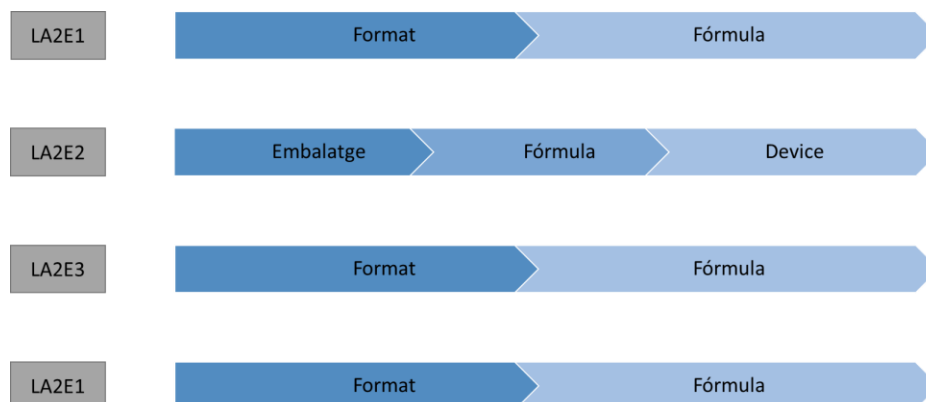 LA2E1 Format Fórmula
LA2E2 Embalatge Fórmula Device
LA2E3 Format Fórmula
LA2E1 Format Fórmula